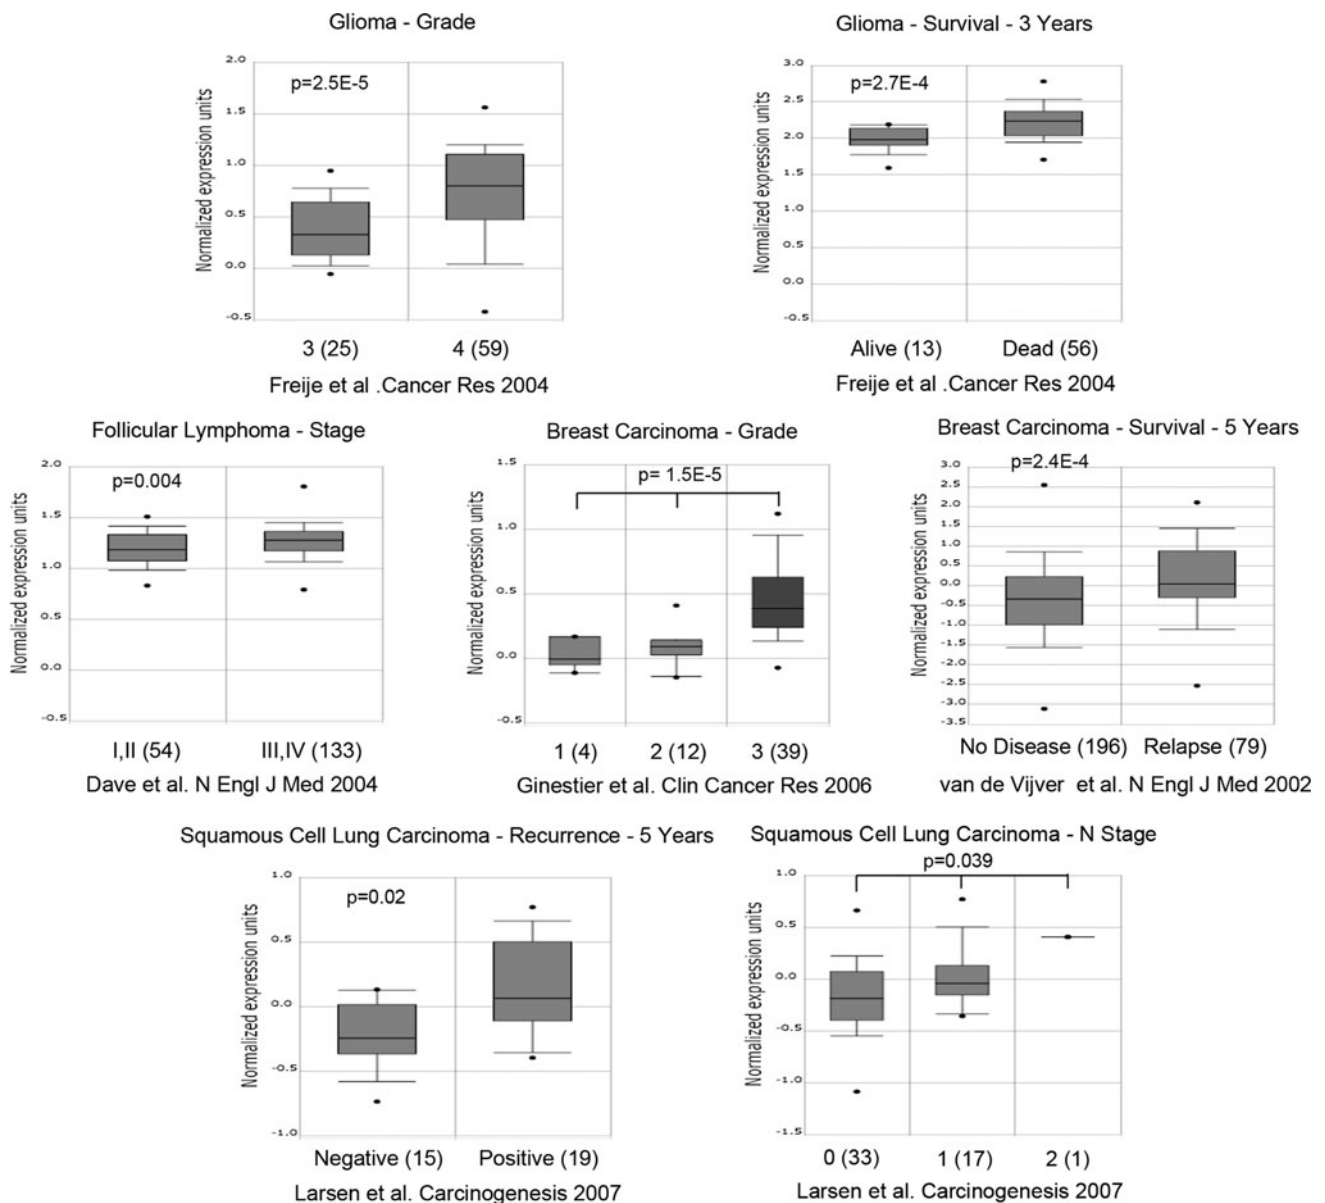 Glioma - Grade
Normalized expression units
2.0
1.5
1.0
0.5
0.0
-0.5
p=2.5E-5
3 (25)
4 (59)
Freije et al .Cancer Res 2004
Glioma - Survival - 3 Years
Normalized expression units
3.0
2.5
2.0
1.5
1.0
0.5
0.0
-0.5
p=2.7E-4
Alive (13)
Dead (56)
Freije et al .Cancer Res 2004
Follicular Lymphoma - Stage
Normalized expression units
2.0
1.5
1.0
0.5
0.0
-0.5
p=0.004
I,II (54)
III,IV (133)
Dave et al. N Engl J Med 2004
Breast Carcinoma - Grade
Normalized expression units
1.5
1.0
0.5
0.0
-0.5
p= 1.5E-5
1 (4)
2 (12)
3 (39)
Ginestier et al. Clin Cancer Res 2006
Breast Carcinoma - Survival - 5 Years
Normalized expression units
3.0
2.5
2.0
1.5
1.0
0.5
0.0
-0.5
-1.0
-1.5
-2.0
-2.5
-3.0
-3.5
p=2.4E-4
No Disease (196)
Relapse (79)
van de Vijver et al. N Engl J Med 2002
Squamous Cell Lung Carcinoma - Recurrence - 5 Years
Normalized expression units
1.0
0.5
0.0
-0.5
-1.0
p=0.02
Negative (15)
Positive (19)
Larsen et al. Carcinogenesis 2007
Squamous Cell Lung Carcinoma - N Stage
Normalized expression units
1.0
0.5
0.0
-0.5
-1.0
-1.5
p=0.039
0 (33)
1 (17)
2 (1)
Larsen et al. Carcinogenesis 2007